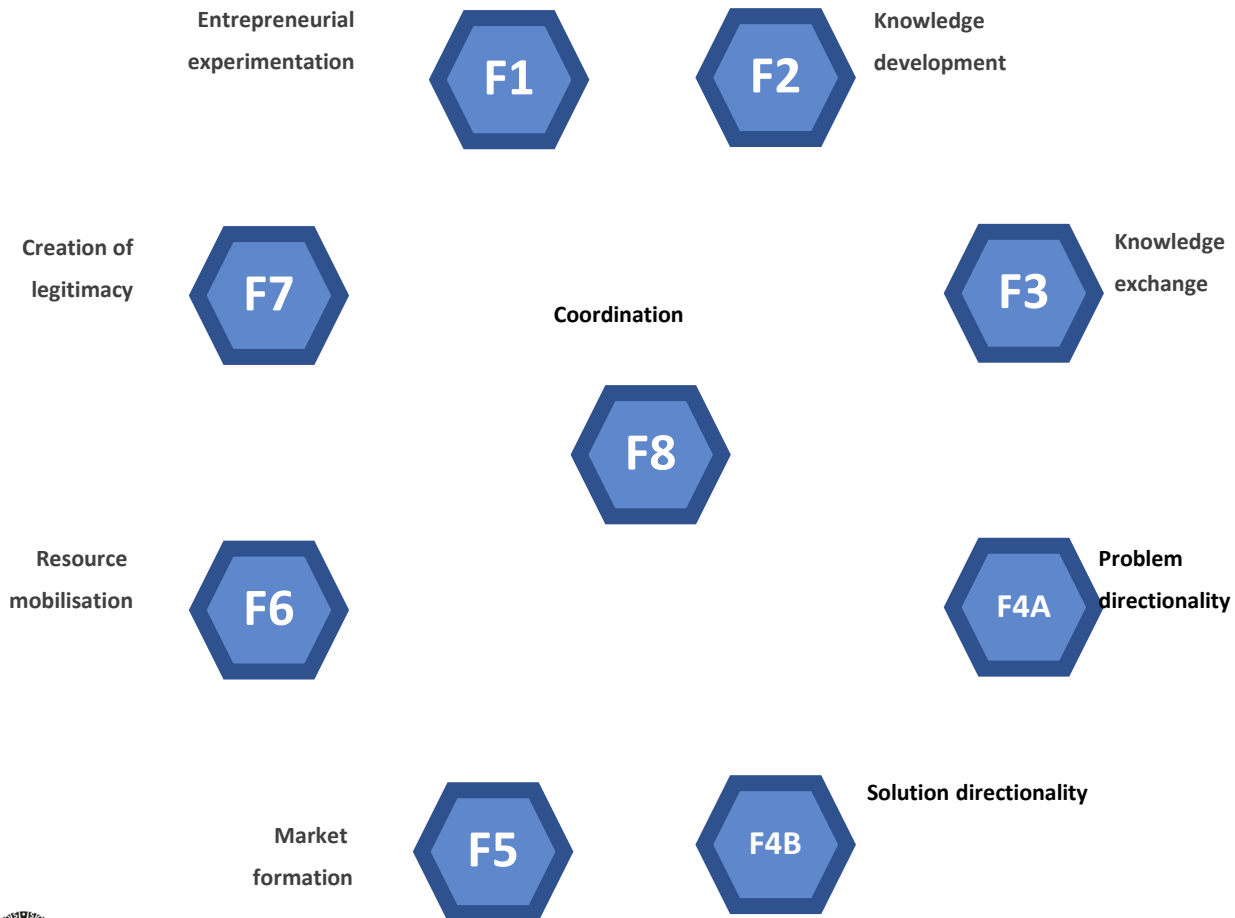 Entrepreneurial
experimentation
F1
F2
Knowledge
development
Creation of
legitimacy
F7
F3
Knowledge
exchange
Coordination
F8
Resource
mobilisation
F6
F4A
Problem
directionality
Market
formation
F5
F4B
Solution directionality